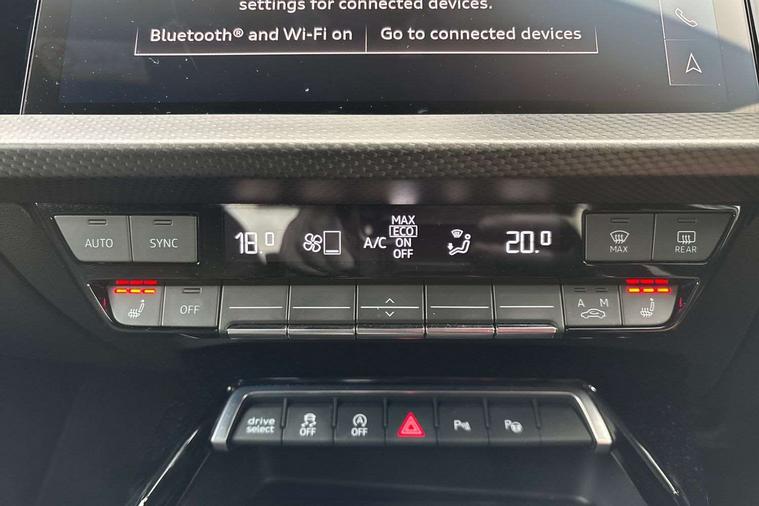 settings for connected devices.
Bluetooth® and Wi-Fi on Go to connected devices
AUTO SYNC 18.0 A/C MAX ECO ON OFF 20.0 MAX REAR
OFF A M
drive select OFF A OFF P P